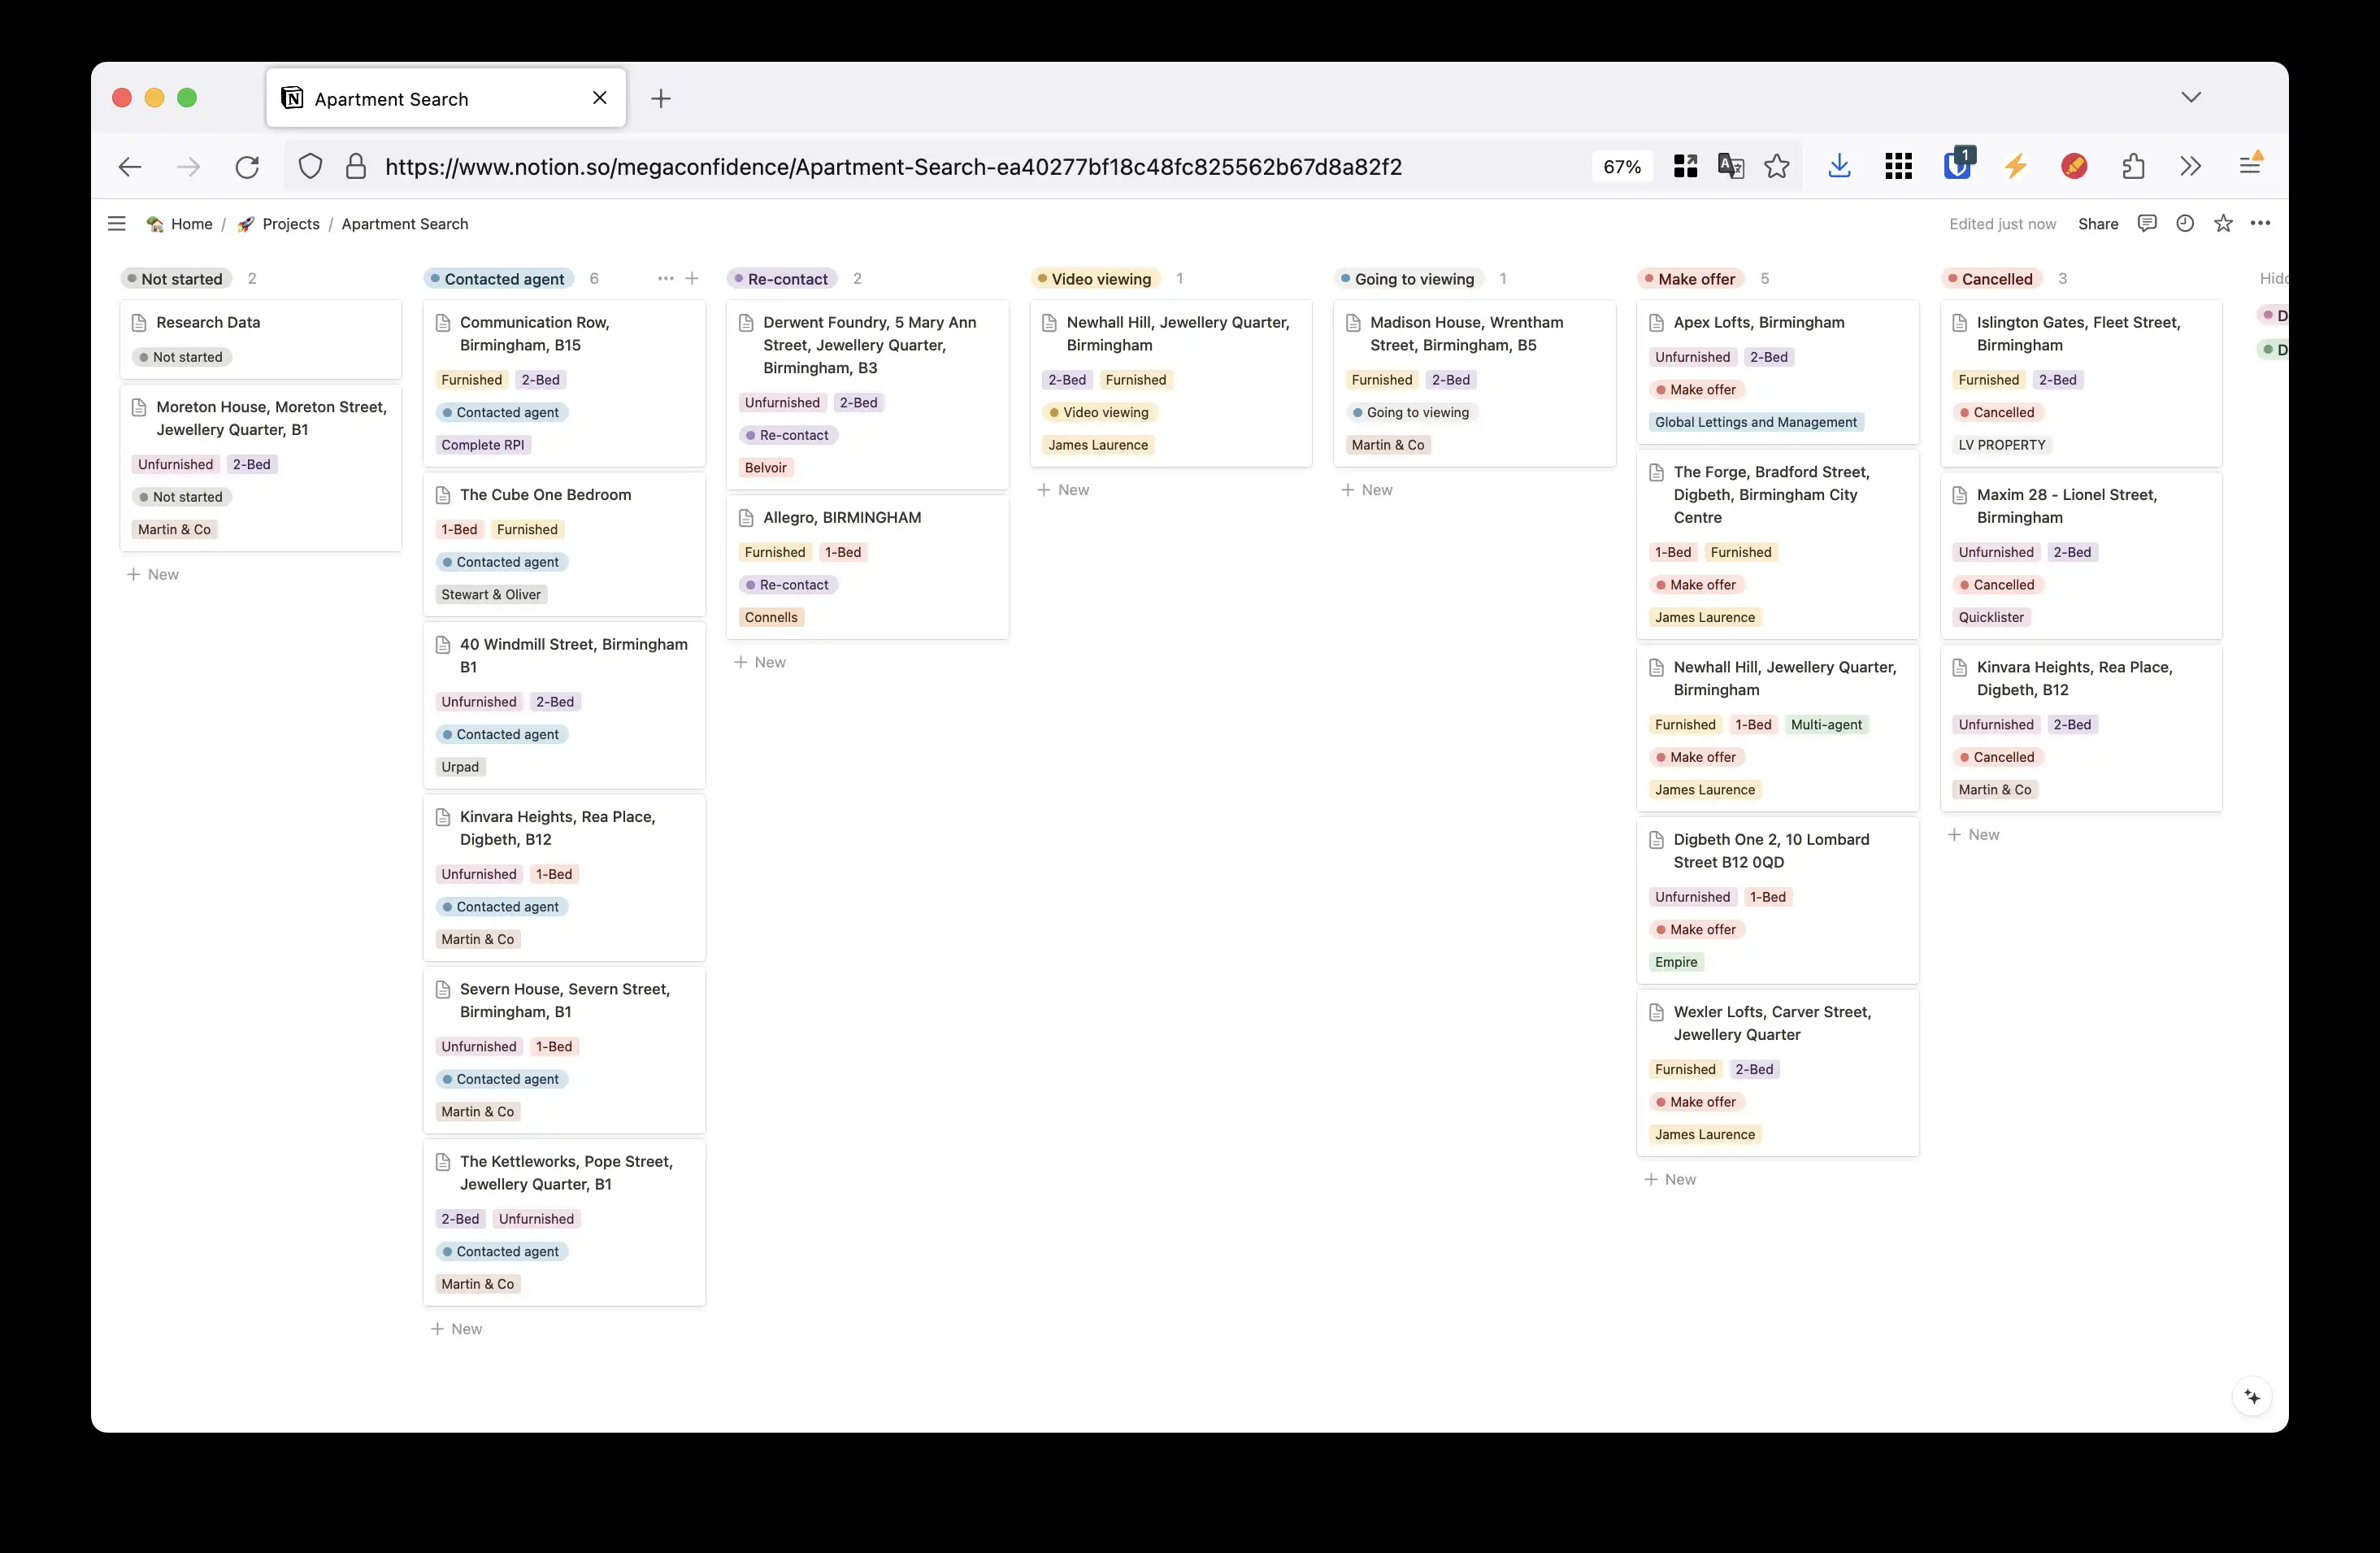 Apartment Search
https://www.notion.so/megaconfidence/Apartment-Search-ea40277bf18c48fc825562b67d8a82f2
67%
1
Home / Projects / Apartment Search
Edited just now
Share
Not started 2
Research Data
Not started
Moreton House, Moreton Street,
Jewellery Quarter, B1
Unfurnished 2-Bed
Not started
Martin & Co
+ New
Contacted agent 6
Communication Row,
Birmingham, B15
Furnished 2-Bed
Contacted agent
Complete RPI
The Cube One Bedroom
1-Bed Furnished
Contacted agent
Stewart & Oliver
40 Windmill Street, Birmingham
B1
Unfurnished 2-Bed
Contacted agent
Urpad
Kinvara Heights, Rea Place,
Digbeth, B12
Unfurnished 1-Bed
Contacted agent
Martin & Co
Severn House, Severn Street,
Birmingham, B1
Unfurnished 1-Bed
Contacted agent
Martin & Co
The Kettleworks, Pope Street,
Jewellery Quarter, B1
2-Bed Unfurnished
Contacted agent
Martin & Co
+ New
Re-contact 2
Derwent Foundry, 5 Mary Ann
Street, Jewellery Quarter,
Birmingham, B3
Unfurnished 2-Bed
Re-contact
Belvoir
Allegro, BIRMINGHAM
Furnished 1-Bed
Re-contact
Connells
+ New
Video viewing 1
Newhall Hill, Jewellery Quarter,
Birmingham
2-Bed Furnished
Video viewing
James Laurence
+ New
Going to viewing 1
Madison House, Wrentham
Street, Birmingham, B5
Furnished 2-Bed
Going to viewing
Martin & Co
+ New
Make offer 5
Apex Lofts, Birmingham
Unfurnished 2-Bed
Make offer
Global Lettings and Management
The Forge, Bradford Street,
Digbeth, Birmingham City
Centre
1-Bed Furnished
Make offer
James Laurence
Newhall Hill, Jewellery Quarter,
Birmingham
Furnished 1-Bed Multi-agent
Make offer
James Laurence
Digbeth One 2, 10 Lombard
Street B12 0QD
Unfurnished 1-Bed
Make offer
Empire
Wexler Lofts, Carver Street,
Jewellery Quarter
Furnished 2-Bed
Make offer
James Laurence
+ New
Cancelled 3
Islington Gates, Fleet Street,
Birmingham
Furnished 2-Bed
Cancelled
LV PROPERTY
Maxim 28 - Lionel Street,
Birmingham
Unfurnished 2-Bed
Cancelled
Quicklister
Kinvara Heights, Rea Place,
Digbeth, B12
Unfurnished 2-Bed
Cancelled
Martin & Co
+ New